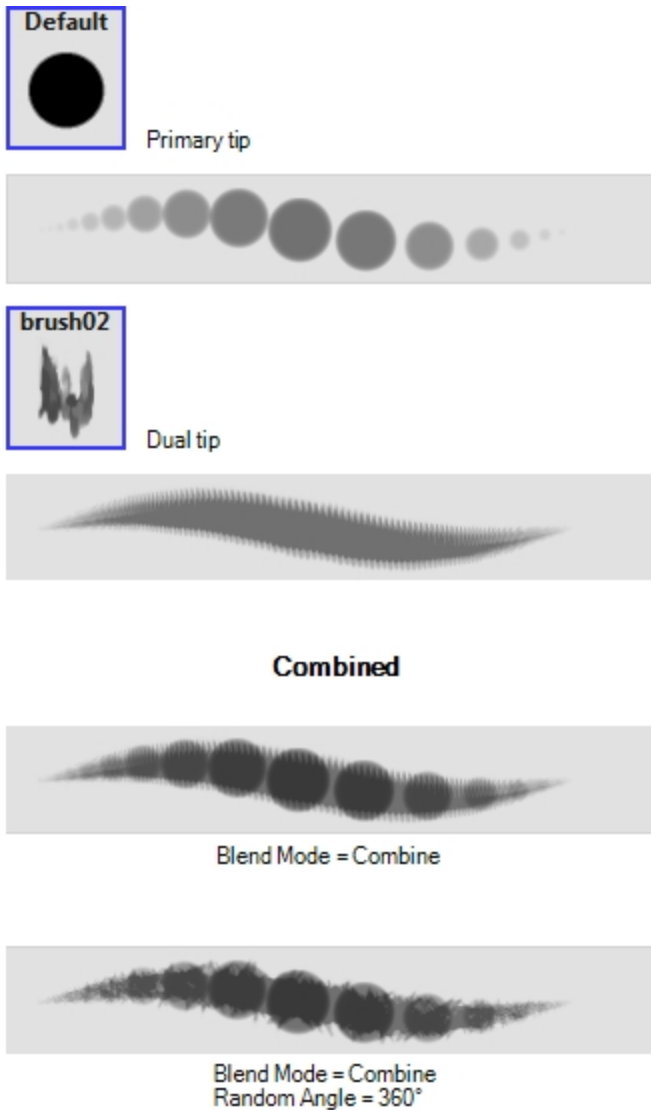 Default
Primary tip
brush02
Dual tip
Combined
Blend Mode = Combine
Blend Mode = Combine
Random Angle = 360°